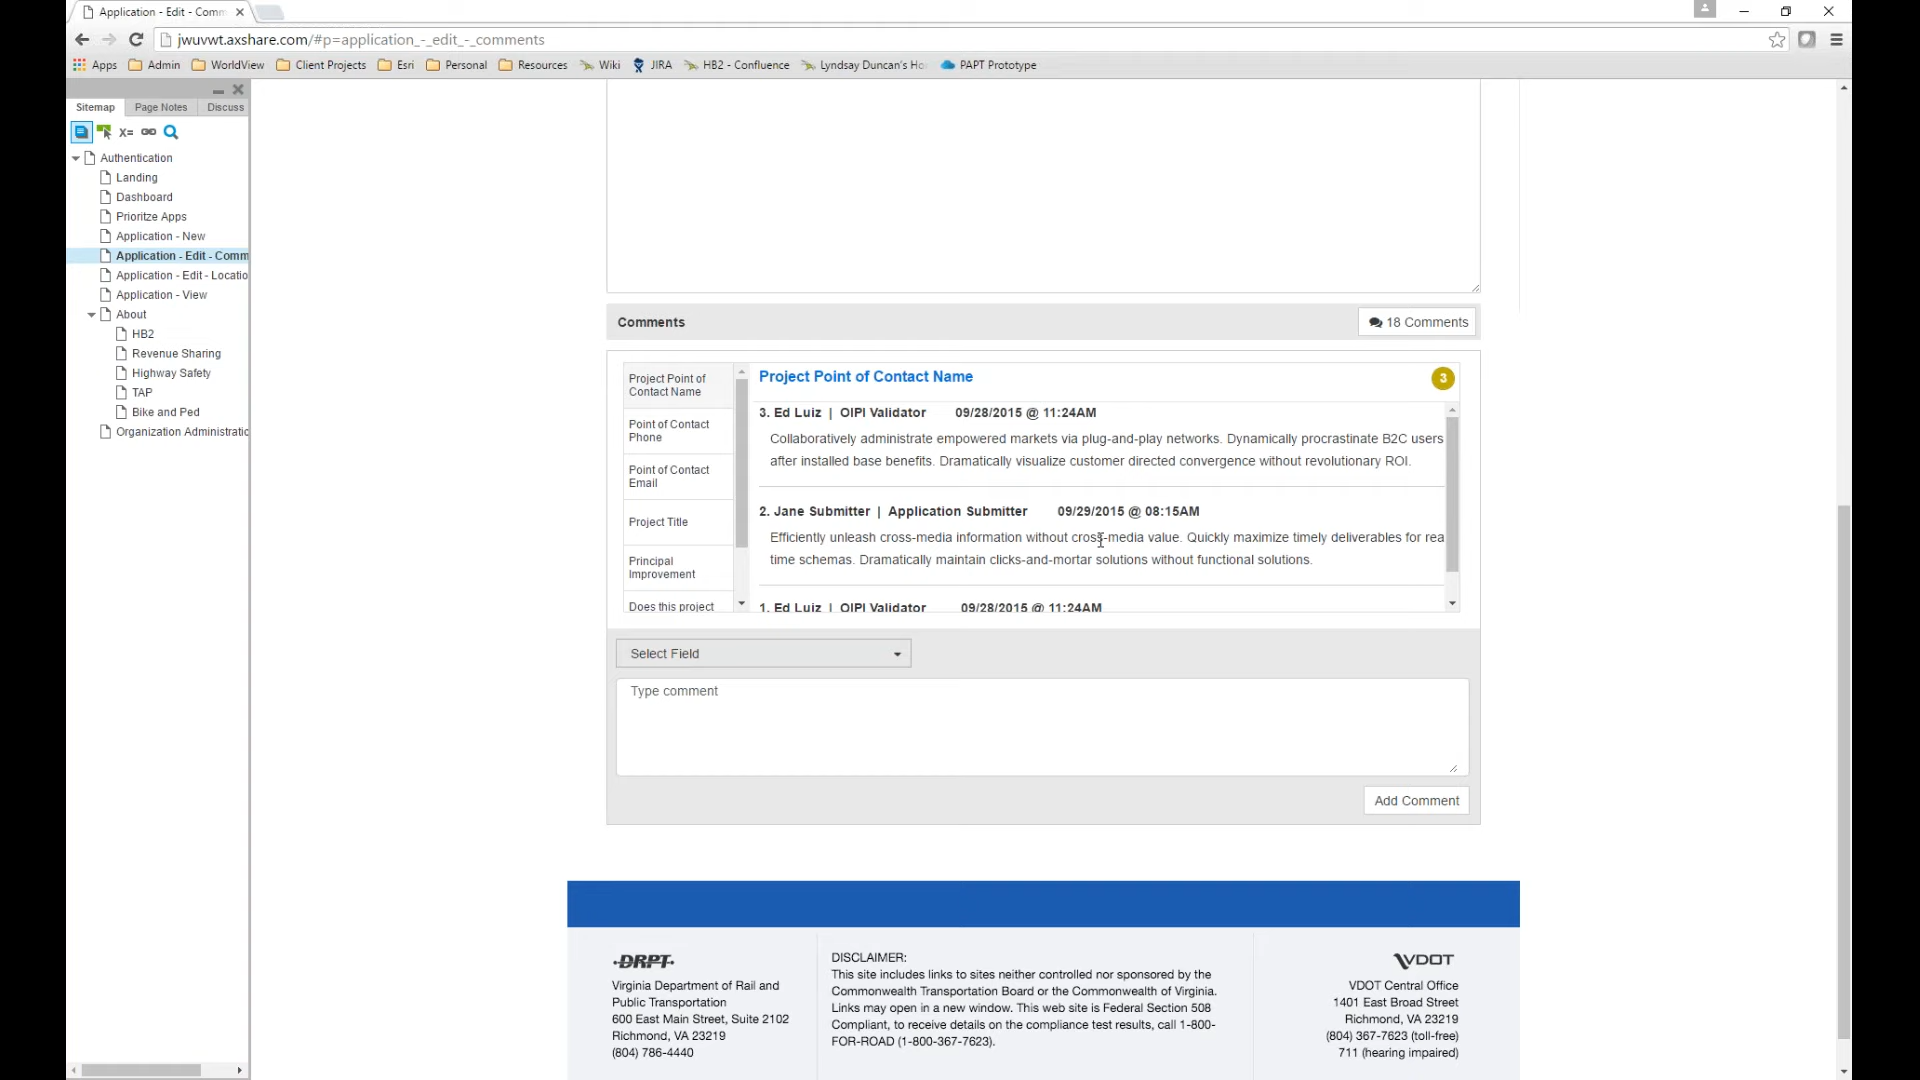 Application - Edit - Comm
jwuvwt.axshare.com/#p=application_-_edit_-_comments
Apps Admin WorldView Client Projects Esri Personal Resources Wiki JIRA HB2 - Confluence Lyndsay Duncan's Ho PAPT Prototype
Sitemap Page Notes Discuss
X=
Authentication
Landing
Dashboard
Prioritze Apps
Application - New
Application - Edit - Comm
Application - Edit - Locatio
Application - View
About
HB2
Revenue Sharing
Highway Safety
TAP
Bike and Ped
Organization Administratic
Comments
18 Comments
Project Point of
Contact Name
Point of Contact
Phone
Point of Contact
Email
Project Title
Principal
Improvement
Does this project
Project Point of Contact Name
3
3. Ed Luiz | OIPI Validator 09/28/2015 @ 11:24AM
Collaboratively administrate empowered markets via plug-and-play networks. Dynamically procrastinate B2C users
after installed base benefits. Dramatically visualize customer directed convergence without revolutionary ROI.
2. Jane Submitter | Application Submitter 09/29/2015 @ 08:15AM
Efficiently unleash cross-media information without cross-media value. Quickly maximize timely deliverables for rea
time schemas. Dramatically maintain clicks-and-mortar solutions without functional solutions.
1. Ed Luiz | OIPI Validator 09/28/2015 @ 11:24AM
Select Field
Type comment
Add Comment
DRPT
Virginia Department of Rail and
Public Transportation
600 East Main Street, Suite 2102
Richmond, VA 23219
(804) 786-4440
DISCLAIMER:
This site includes links to sites neither controlled nor sponsored by the
Commonwealth Transportation Board or the Commonwealth of Virginia.
Links may open in a new window. This web site is Federal Section 508
Compliant, to receive details on the compliance test results, call 1-800-
FOR-ROAD (1-800-367-7623).
VDOT
VDOT Central Office
1401 East Broad Street
Richmond, VA 23219
(804) 367-7623 (toll-free)
711 (hearing impaired)